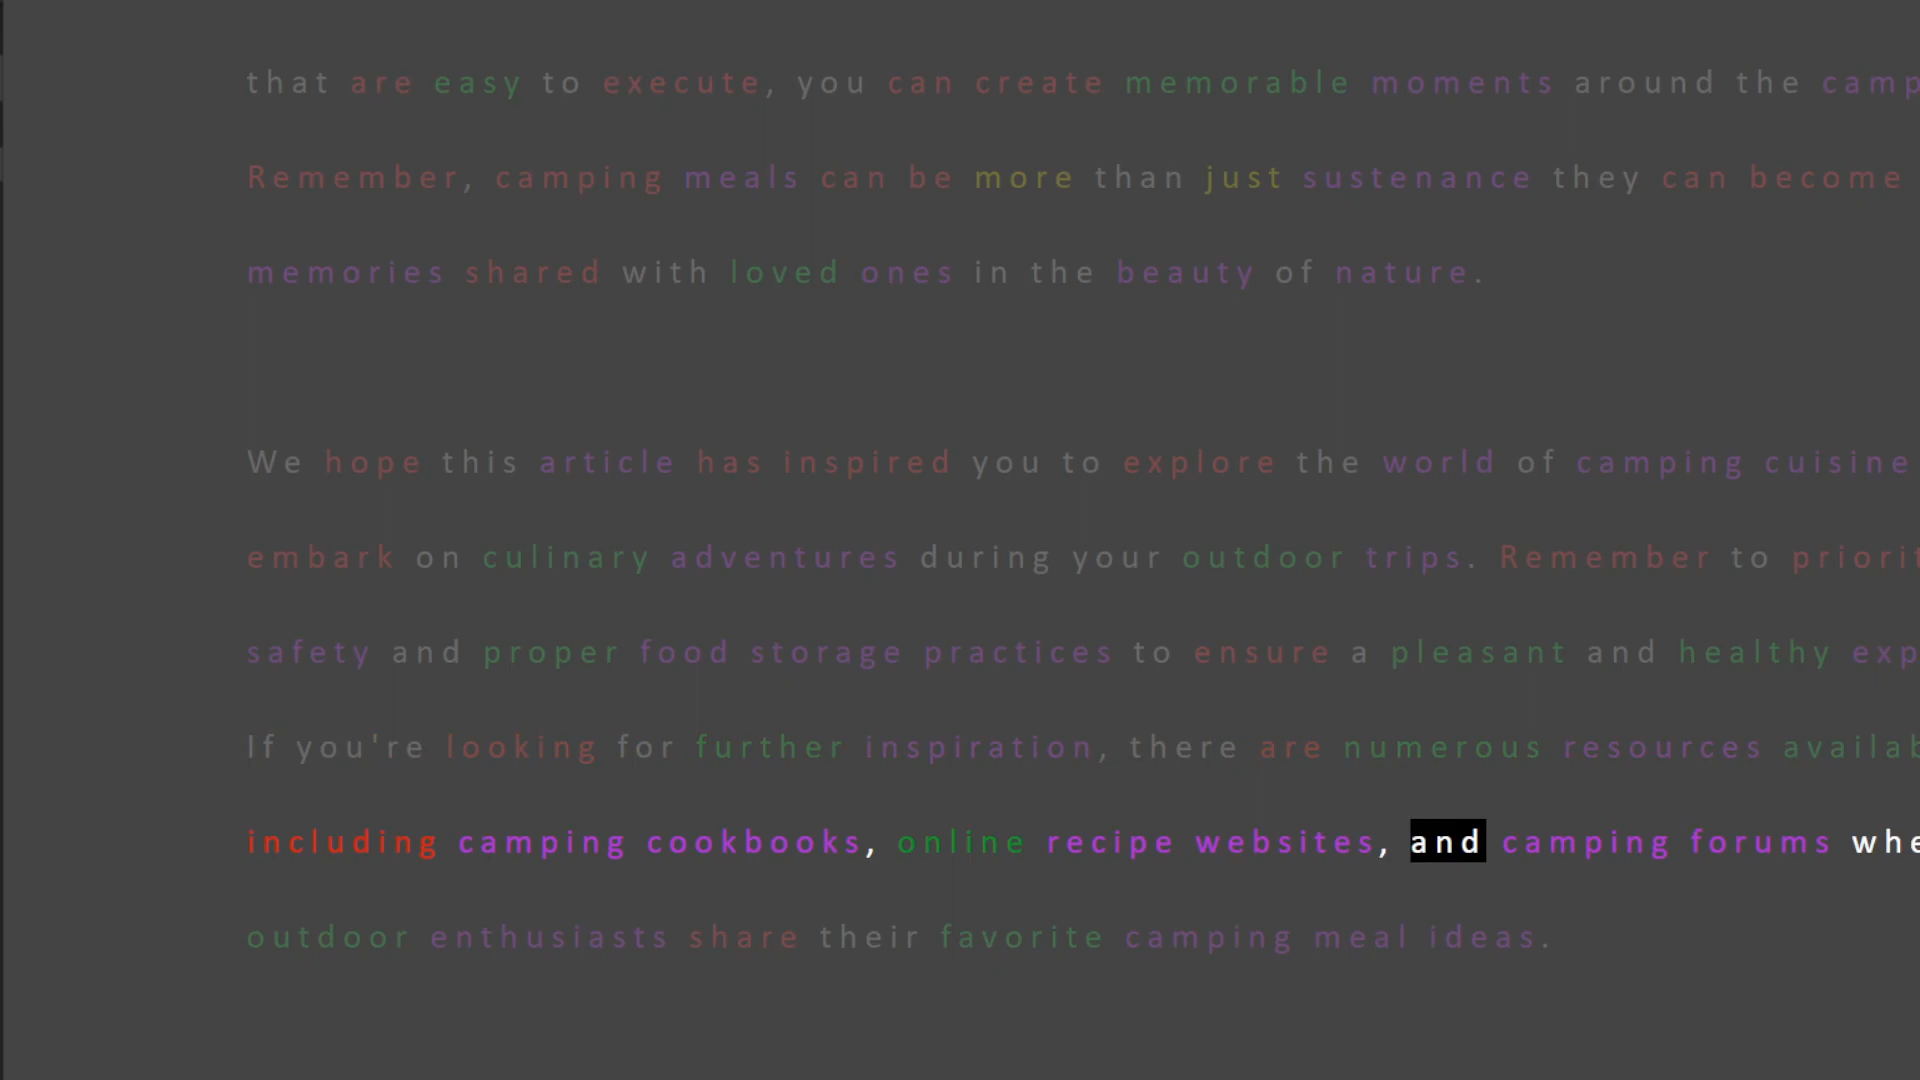 that are easy to execute, you can create memorable moments around the camp
Remember, camping meals can be more than just sustenance they can become
memories shared with loved ones in the beauty of nature.
We hope this article has inspired you to explore the world of camping cuisine
embark on culinary adventures during your outdoor trips. Remember to priorit
safety and proper food storage practices to ensure a pleasant and healthy exp
If you're looking for further inspiration, there are numerous resources availab
including camping cookbooks, online recipe websites, and camping forums whe
outdoor enthusiasts share their favorite camping meal ideas.